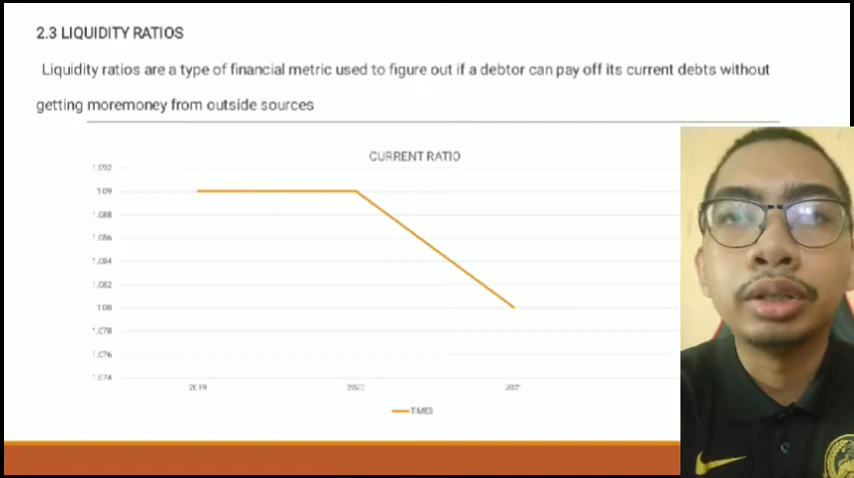 2.3 LIQUIDITY RATIOS
Liquidity ratios are a type of financial metric used to figure out if a debtor can pay off its current debts without
getting moremoney from outside sources
CURRENT RATIO
1.092
1.09
1.088
1.086
1.084
1.082
1.08
1.078
1.076
1.074
2019
2020
2021
TIMES